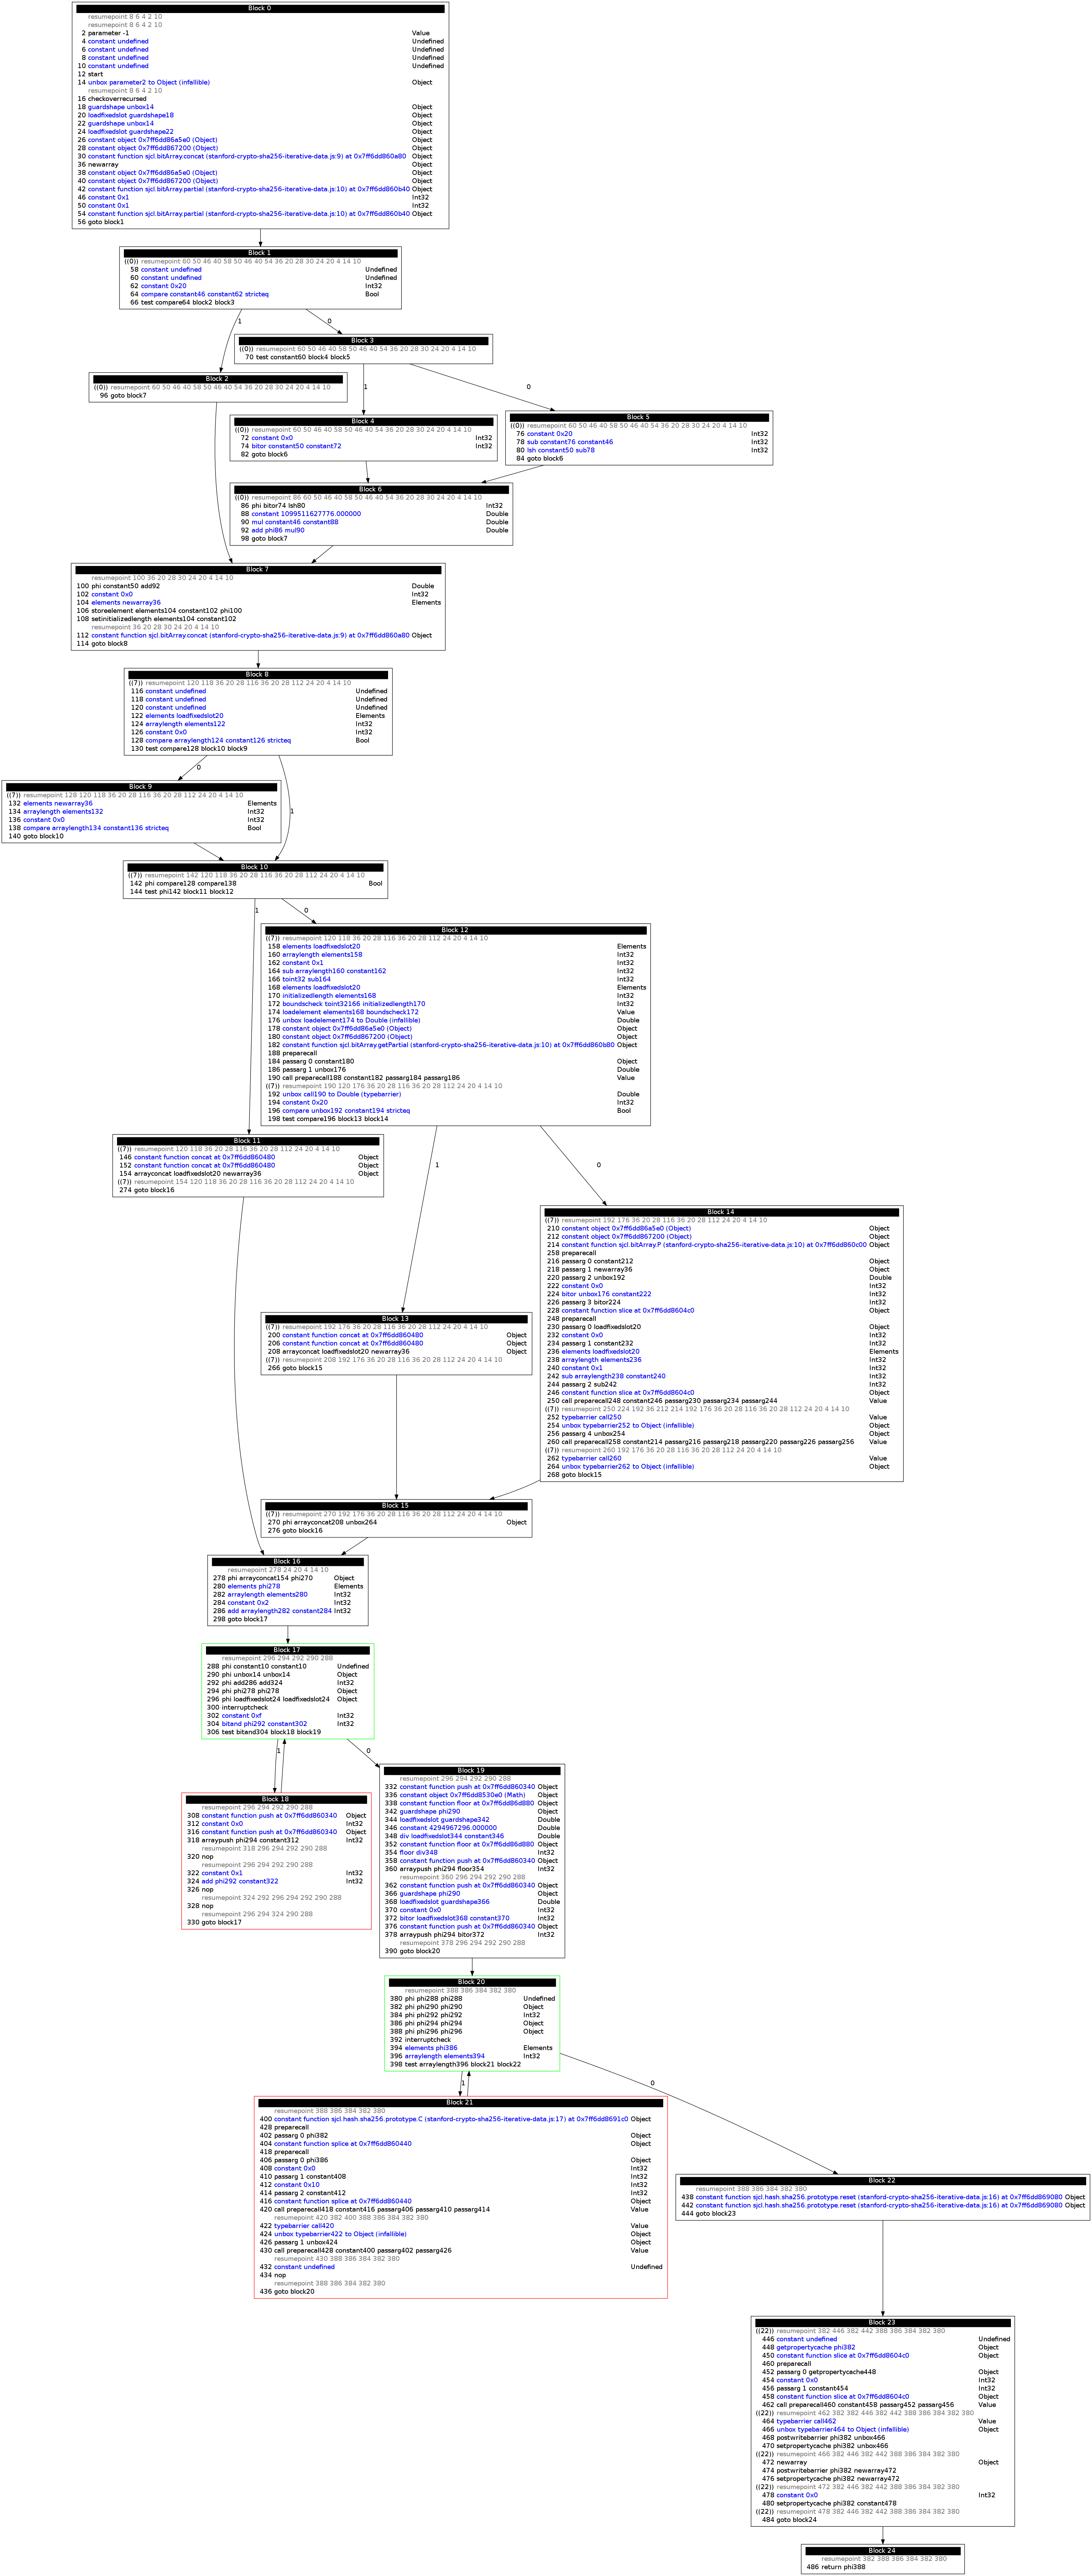 Block 0
resumepoint 8 6 4 2 10
resumepoint 8 6 4 2 10
2 parameter -1 Value
4 constant undefined Undefined
6 constant undefined Undefined
8 constant undefined Undefined
10 constant undefined Undefined
12 start
14 unbox parameter2 to Object (infallible) Object
resumepoint 8 6 4 2 10
16 checkoverrecursed
18 guardshape unbox14 Object
20 loadfixedslot guardshape18 Object
22 guardshape unbox14 Object
24 loadfixedslot guardshape22 Object
26 constant object 0x7ff6dd86a5e0 (Object) Object
28 constant object 0x7ff6dd867200 (Object) Object
30 constant function sjcl.bitArray.concat (stanford-crypto-sha256-iterative-data.js:9) at 0x7ff6dd860a80 Object
36 newarray Object
38 constant object 0x7ff6dd86a5e0 (Object) Object
40 constant object 0x7ff6dd867200 (Object) Object
42 constant function sjcl.bitArray.partial (stanford-crypto-sha256-iterative-data.js:10) at 0x7ff6dd860b40 Object
46 constant 0x1 Int32
50 constant 0x1 Int32
54 constant function sjcl.bitArray.partial (stanford-crypto-sha256-iterative-data.js:10) at 0x7ff6dd860b40 Object
56 goto block1
Block 1
((0)) resumepoint 60 50 46 40 58 50 46 40 54 36 20 28 30 24 20 4 14 10
58 constant undefined Undefined
60 constant undefined Undefined
62 constant 0x20 Int32
64 compare constant46 constant62 stricteq Bool
66 test compare64 block2 block3
1
0
Block 3
((0)) resumepoint 60 50 46 40 58 50 46 40 54 36 20 28 30 24 20 4 14 10
70 test constant60 block4 block5
Block 2
((0)) resumepoint 60 50 46 40 58 50 46 40 54 36 20 28 30 24 20 4 14 10
96 goto block7
1
0
Block 4
((0)) resumepoint 60 50 46 40 58 50 46 40 54 36 20 28 30 24 20 4 14 10
72 constant 0x0 Int32
74 bitor constant50 constant72 Int32
82 goto block6
Block 5
((0)) resumepoint 60 50 46 40 58 50 46 40 54 36 20 28 30 24 20 4 14 10
76 constant 0x20 Int32
78 sub constant76 constant46 Int32
80 lsh constant50 sub78 Int32
84 goto block6
Block 6
((0)) resumepoint 86 60 50 46 40 58 50 46 40 54 36 20 28 30 24 20 4 14 10
86 phi bitor74 lsh80 Int32
88 constant 1099511627776.000000 Double
90 mul constant46 constant88 Double
92 add phi86 mul90 Double
98 goto block7
Block 7
resumepoint 100 36 20 28 30 24 20 4 14 10
100 phi constant50 add92 Double
102 constant 0x0 Int32
104 elements newarray36 Elements
106 storeelement elements104 constant102 phi100
108 setinitializedlength elements104 constant102
resumepoint 36 20 28 30 24 20 4 14 10
112 constant function sjcl.bitArray.concat (stanford-crypto-sha256-iterative-data.js:9) at 0x7ff6dd860a80 Object
114 goto block8
Block 8
((7)) resumepoint 120 118 36 20 28 116 36 20 28 112 24 20 4 14 10
116 constant undefined Undefined
118 constant undefined Undefined
120 constant undefined Undefined
122 elements loadfixedslot20 Elements
124 arraylength elements122 Int32
126 constant 0x0 Int32
128 compare arraylength124 constant126 stricteq Bool
130 test compare128 block10 block9
0
1
Block 9
((7)) resumepoint 128 120 118 36 20 28 116 36 20 28 112 24 20 4 14 10
132 elements newarray36 Elements
134 arraylength elements132 Int32
136 constant 0x0 Int32
138 compare arraylength134 constant136 stricteq Bool
140 goto block10
Block 10
((7)) resumepoint 142 120 118 36 20 28 116 36 20 28 112 24 20 4 14 10
142 phi compare128 compare138 Bool
144 test phi142 block11 block12
1
0
Block 12
((7)) resumepoint 120 118 36 20 28 116 36 20 28 112 24 20 4 14 10
158 elements loadfixedslot20 Elements
160 arraylength elements158 Int32
162 constant 0x1 Int32
164 sub arraylength160 constant162 Int32
166 toint32 sub164 Int32
168 elements loadfixedslot20 Elements
170 initializedlength elements168 Int32
172 boundscheck toint32166 initializedlength170 Int32
174 loadelement elements168 boundscheck172 Value
176 unbox loadelement174 to Double (infallible) Double
178 constant object 0x7ff6dd86a5e0 (Object) Object
180 constant object 0x7ff6dd867200 (Object) Object
182 constant function sjcl.bitArray.getPartial (stanford-crypto-sha256-iterative-data.js:10) at 0x7ff6dd860b80 Object
188 preparecall
184 passarg 0 constant180 Object
186 passarg 1 unbox176 Double
190 call preparecall188 constant182 passarg184 passarg186 Value
((7)) resumepoint 190 120 176 36 20 28 116 36 20 28 112 24 20 4 14 10
192 unbox call190 to Double (typebarrier) Double
194 constant 0x20 Int32
196 compare unbox192 constant194 stricteq Bool
198 test compare196 block13 block14
Block 11
((7)) resumepoint 120 118 36 20 28 116 36 20 28 112 24 20 4 14 10
146 constant function concat at 0x7ff6dd860480 Object
152 constant function concat at 0x7ff6dd860480 Object
154 arrayconcat loadfixedslot20 newarray36 Object
((7)) resumepoint 154 120 118 36 20 28 116 36 20 28 112 24 20 4 14 10
274 goto block16
1
0
Block 14
((7)) resumepoint 192 176 36 20 28 116 36 20 28 112 24 20 4 14 10
210 constant object 0x7ff6dd86a5e0 (Object) Object
212 constant object 0x7ff6dd867200 (Object) Object
214 constant function sjcl.bitArray.P (stanford-crypto-sha256-iterative-data.js:10) at 0x7ff6dd860c00 Object
258 preparecall
216 passarg 0 constant212 Object
218 passarg 1 newarray36 Object
220 passarg 2 unbox192 Double
222 constant 0x0 Int32
224 bitor unbox176 constant222 Int32
226 passarg 3 bitor224 Int32
228 constant function slice at 0x7ff6dd8604c0 Object
248 preparecall
230 passarg 0 loadfixedslot20 Object
232 constant 0x0 Int32
234 passarg 1 constant232 Int32
236 elements loadfixedslot20 Elements
238 arraylength elements236 Int32
240 constant 0x1 Int32
242 sub arraylength238 constant240 Int32
244 passarg 2 sub242 Int32
246 constant function slice at 0x7ff6dd8604c0 Object
250 call preparecall248 constant246 passarg230 passarg234 passarg244 Value
((7)) resumepoint 250 224 192 36 212 214 192 176 36 20 28 116 36 20 28 112 24 20 4 14 10
252 typebarrier call250 Value
254 unbox typebarrier252 to Object (infallible) Object
256 passarg 4 unbox254 Object
260 call preparecall258 constant214 passarg216 passarg218 passarg220 passarg226 passarg256 Value
((7)) resumepoint 260 192 176 36 20 28 116 36 20 28 112 24 20 4 14 10
262 typebarrier call260 Value
264 unbox typebarrier262 to Object (infallible) Object
268 goto block15
Block 13
((7)) resumepoint 192 176 36 20 28 116 36 20 28 112 24 20 4 14 10
200 constant function concat at 0x7ff6dd860480 Object
206 constant function concat at 0x7ff6dd860480 Object
208 arrayconcat loadfixedslot20 newarray36 Object
((7)) resumepoint 208 192 176 36 20 28 116 36 20 28 112 24 20 4 14 10
266 goto block15
Block 15
((7)) resumepoint 270 192 176 36 20 28 116 36 20 28 112 24 20 4 14 10
270 phi arrayconcat208 unbox264 Object
276 goto block16
Block 16
resumepoint 278 24 20 4 14 10
278 phi arrayconcat154 phi270 Object
280 elements phi278 Elements
282 arraylength elements280 Int32
284 constant 0x2 Int32
286 add arraylength282 constant284 Int32
298 goto block17
Block 17
resumepoint 296 294 292 290 288
288 phi constant10 constant10 Undefined
290 phi unbox14 unbox14 Object
292 phi add286 add324 Int32
294 phi phi278 phi278 Object
296 phi loadfixedslot24 loadfixedslot24 Object
300 interruptcheck
302 constant 0xf Int32
304 bitand phi292 constant302 Int32
306 test bitand304 block18 block19
1
0
Block 18
resumepoint 296 294 292 290 288
308 constant function push at 0x7ff6dd860340 Object
312 constant 0x0 Int32
316 constant function push at 0x7ff6dd860340 Object
318 arraypush phi294 constant312 Int32
resumepoint 318 296 294 292 290 288
320 nop
resumepoint 296 294 292 290 288
322 constant 0x1 Int32
324 add phi292 constant322 Int32
326 nop
resumepoint 324 292 296 294 292 290 288
328 nop
resumepoint 296 294 324 290 288
330 goto block17
Block 19
resumepoint 296 294 292 290 288
332 constant function push at 0x7ff6dd860340 Object
336 constant object 0x7ff6dd8530e0 (Math) Object
338 constant function floor at 0x7ff6dd86d880 Object
342 guardshape phi290 Object
344 loadfixedslot guardshape342 Double
346 constant 4294967296.000000 Double
348 div loadfixedslot344 constant346 Double
352 constant function floor at 0x7ff6dd86d880 Object
354 floor div348 Int32
358 constant function push at 0x7ff6dd860340 Object
360 arraypush phi294 floor354 Int32
resumepoint 360 296 294 292 290 288
362 constant function push at 0x7ff6dd860340 Object
366 guardshape phi290 Object
368 loadfixedslot guardshape366 Double
370 constant 0x0 Int32
372 bitor loadfixedslot368 constant370 Int32
376 constant function push at 0x7ff6dd860340 Object
378 arraypush phi294 bitor372 Int32
resumepoint 378 296 294 292 290 288
390 goto block20
Block 20
resumepoint 388 386 384 382 380
380 phi phi288 phi288 Undefined
382 phi phi290 phi290 Object
384 phi phi292 phi292 Int32
386 phi phi294 phi294 Object
388 phi phi296 phi296 Object
392 interruptcheck
394 elements phi386 Elements
396 arraylength elements394 Int32
398 test arraylength396 block21 block22
1
0
Block 21
resumepoint 388 386 384 382 380
400 constant function sjcl.hash.sha256.prototype.C (stanford-crypto-sha256-iterative-data.js:17) at 0x7ff6dd8691c0 Object
428 preparecall
402 passarg 0 phi382 Object
404 constant function splice at 0x7ff6dd860440 Object
418 preparecall
406 passarg 0 phi386 Object
408 constant 0x0 Int32
410 passarg 1 constant408 Int32
412 constant 0x10 Int32
414 passarg 2 constant412 Int32
416 constant function splice at 0x7ff6dd860440 Object
420 call preparecall418 constant416 passarg406 passarg410 passarg414 Value
resumepoint 420 382 400 388 386 384 382 380
422 typebarrier call420 Value
424 unbox typebarrier422 to Object (infallible) Object
426 passarg 1 unbox424 Object
430 call preparecall428 constant400 passarg402 passarg426 Value
resumepoint 430 388 386 384 382 380
432 constant undefined Undefined
434 nop
resumepoint 388 386 384 382 380
436 goto block20
Block 22
resumepoint 388 386 384 382 380
438 constant function sjcl.hash.sha256.prototype.reset (stanford-crypto-sha256-iterative-data.js:16) at 0x7ff6dd869080 Object
442 constant function sjcl.hash.sha256.prototype.reset (stanford-crypto-sha256-iterative-data.js:16) at 0x7ff6dd869080 Object
444 goto block23
Block 23
((22)) resumepoint 382 446 382 442 388 386 384 382 380
446 constant undefined Undefined
448 getpropertycache phi382 Object
450 constant function slice at 0x7ff6dd8604c0 Object
460 preparecall
452 passarg 0 getpropertycache448 Object
454 constant 0x0 Int32
456 passarg 1 constant454 Int32
458 constant function slice at 0x7ff6dd8604c0 Object
462 call preparecall460 constant458 passarg452 passarg456 Value
((22)) resumepoint 462 382 382 446 382 442 388 386 384 382 380
464 typebarrier call462 Value
466 unbox typebarrier464 to Object (infallible) Object
468 postwritebarrier phi382 unbox466
470 setpropertycache phi382 unbox466
((22)) resumepoint 466 382 446 382 442 388 386 384 382 380
472 newarray Object
474 postwritebarrier phi382 newarray472
476 setpropertycache phi382 newarray472
((22)) resumepoint 472 382 446 382 442 388 386 384 382 380
478 constant 0x0 Int32
480 setpropertycache phi382 constant478
((22)) resumepoint 478 382 446 382 442 388 386 384 382 380
484 goto block24
Block 24
resumepoint 382 388 386 384 382 380
486 return phi388